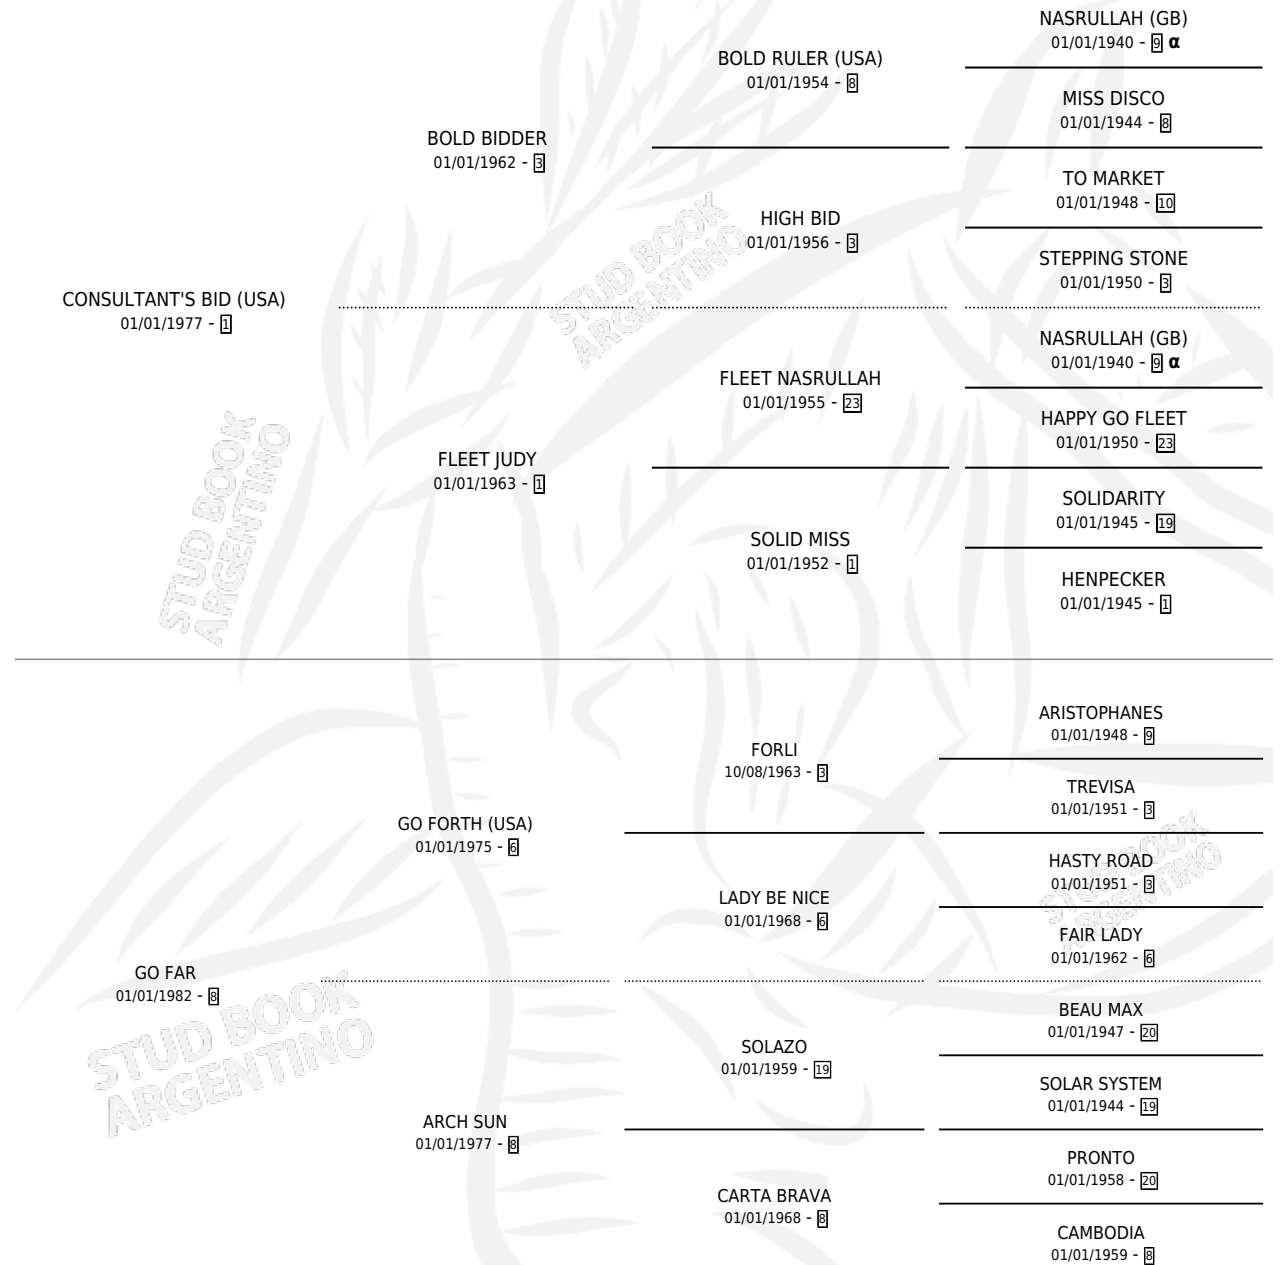 NASRULLAH (GB)
01/01/1940 - 9 α
BOLD RULER (USA)
01/01/1954 - 8
MISS DISCO
01/01/1944 - 8
BOLD BIDDER
01/01/1962 - 3
TO MARKET
01/01/1948 - 10
HIGH BID
01/01/1956 - 3
STEPPING STONE
01/01/1950 - 3
CONSULTANT'S BID (USA)
01/01/1977 - 1
NASRULLAH (GB)
01/01/1940 - 9 α
FLEET NASRULLAH
01/01/1955 - 23
HAPPY GO FLEET
01/01/1950 - 23
FLEET JUDY
01/01/1963 - 1
SOLIDARITY
01/01/1945 - 19
SOLID MISS
01/01/1952 - 1
HENPECKER
01/01/1945 - 1
ARISTOPHANES
01/01/1948 - 9
FORLI
10/08/1963 - 3
TREVISA
01/01/1951 - 3
GO FORTH (USA)
01/01/1975 - 6
HASTY ROAD
01/01/1951 - 3
LADY BE NICE
01/01/1968 - 6
FAIR LADY
01/01/1962 - 6
GO FAR
01/01/1982 - 8
BEAU MAX
01/01/1947 - 20
SOLAZO
01/01/1959 - 19
SOLAR SYSTEM
01/01/1944 - 19
ARCH SUN
01/01/1977 - 8
PRONTO
01/01/1958 - 20
CARTA BRAVA
01/01/1968 - 8
CAMBODIA
01/01/1959 - 8
STUD BOOK
ARGENTINO
STUD BOOK
ARGENTINO
STUD BOOK
ARGENTINO
STUD BOOK
ARGENTINO